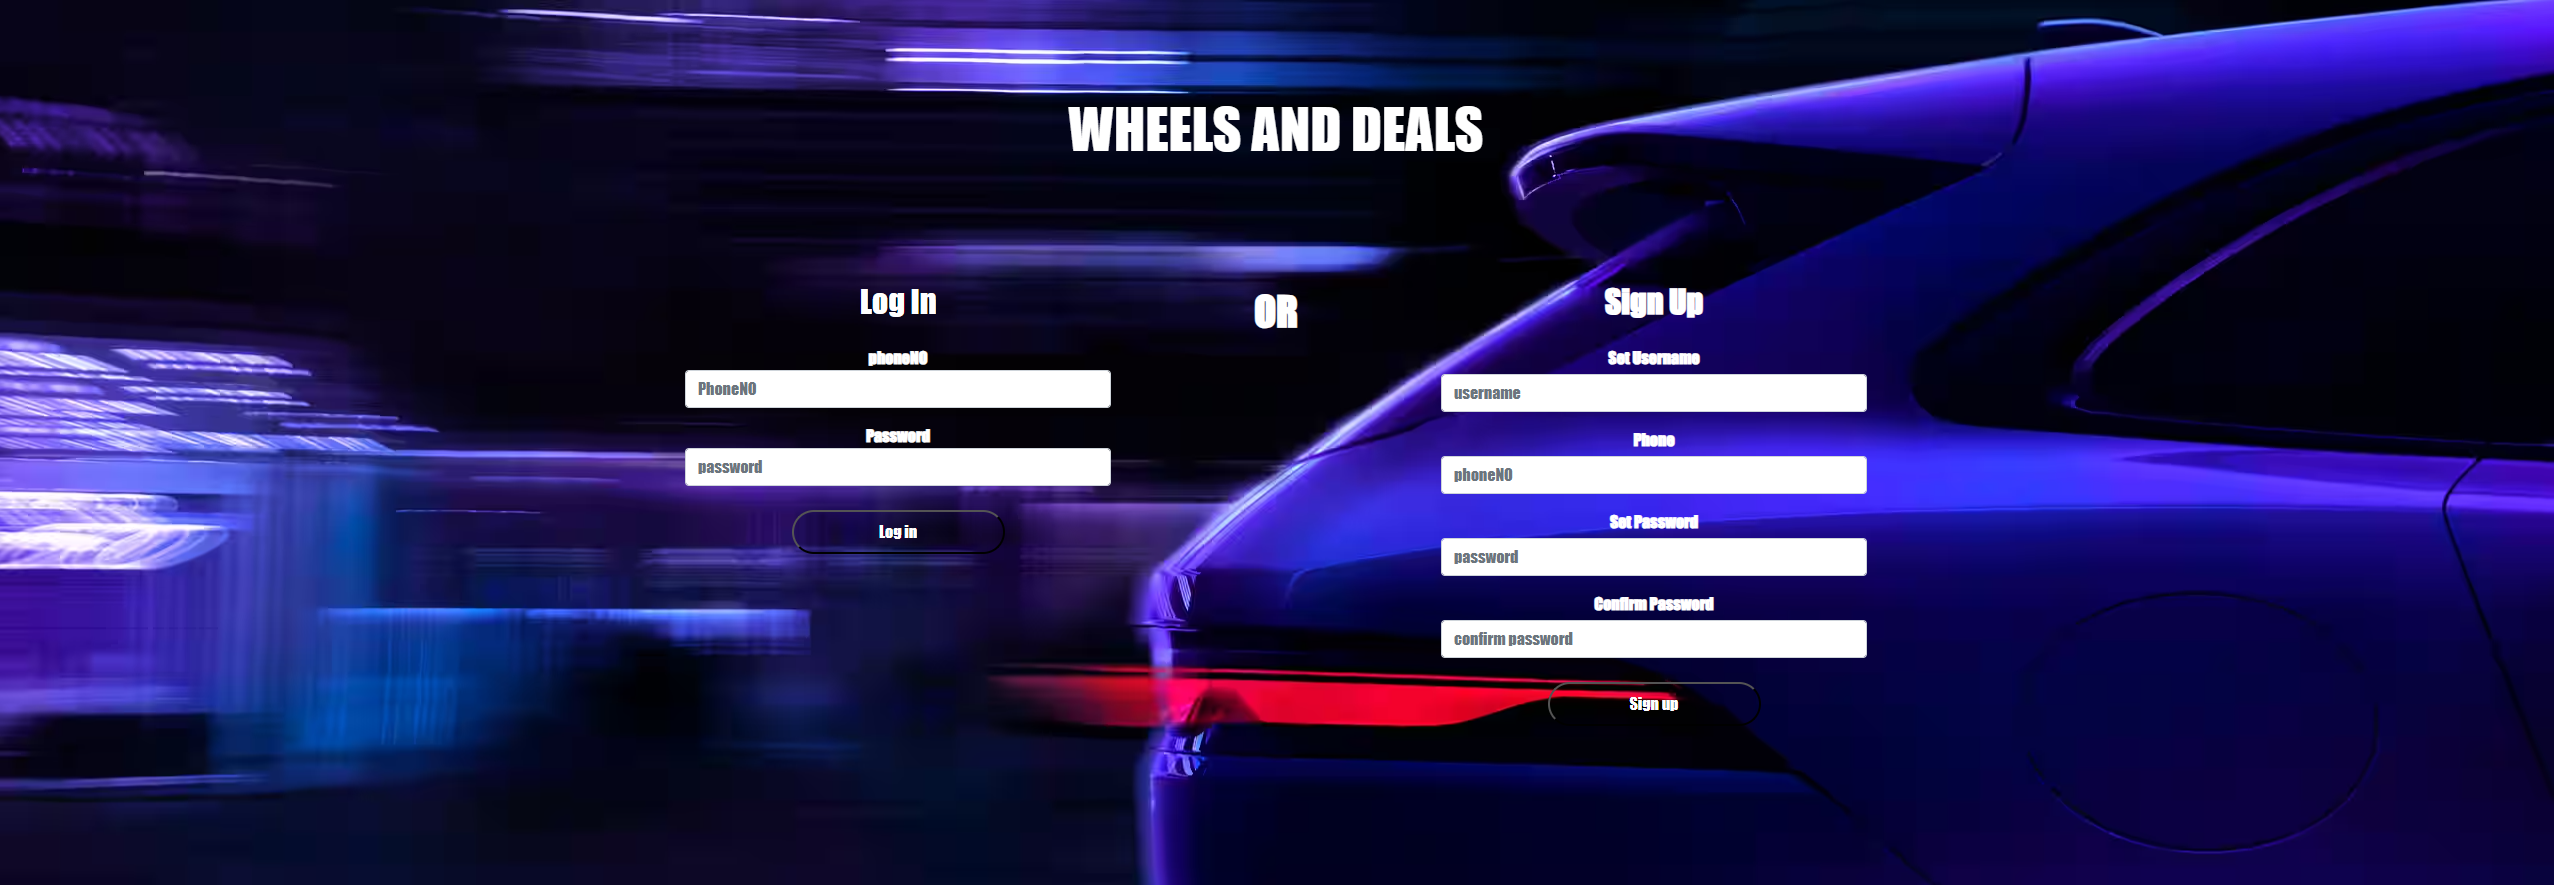 WHEELS AND DEALS
Log In
phoneNO
PhoneNO
Password
password
Log in
OR
Sign Up
Set Username
username
Phone
phoneNO
Set Password
password
Confirm Password
confirm password
Sign up